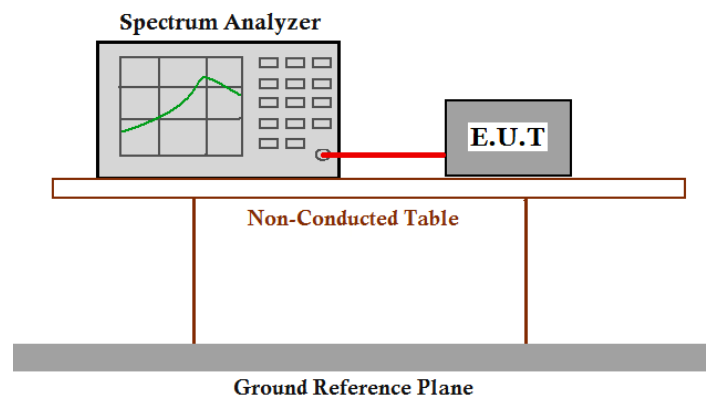 Spectrum Analyzer
E.U.T
Non-Conducted Table
Ground Reference Plane